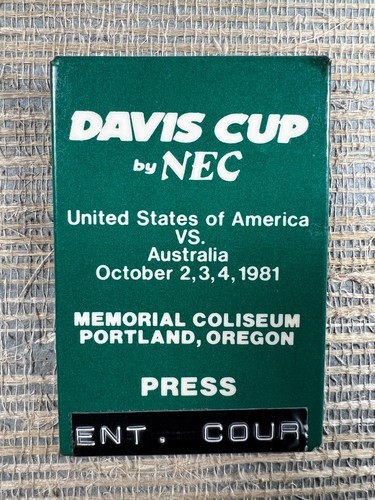 DAVIS CUP
by NEC
United States of America
VS.
Australia
October 2,3,4,1981
MEMORIAL COLISEUM
PORTLAND, OREGON
PRESS
ENT. COUR